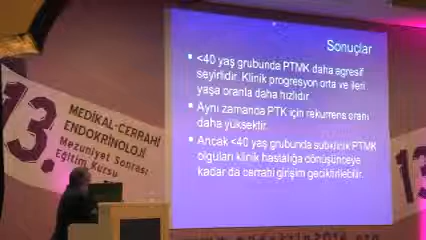 Sonuçlar
<40 yaş grubunda PTMK daha agresif
seyirlidir. Klinik progresyon orta ve ileri
yaşa oranla daha hızlıdır.
Aynı zamanda PTK için rekurrens oranı
daha yüksektir.
Ancak <40 yaş grubunda subklinik PTMK
olguları klinik hastalığa dönüşünceye
kadar da cerrahi girişim geciktirilebilir.
13.
MEDİKAL-CERRAHİ
ENDOKRİNOLOJİ
Mezuniyet Sonrası
Eğitim Kursu
13